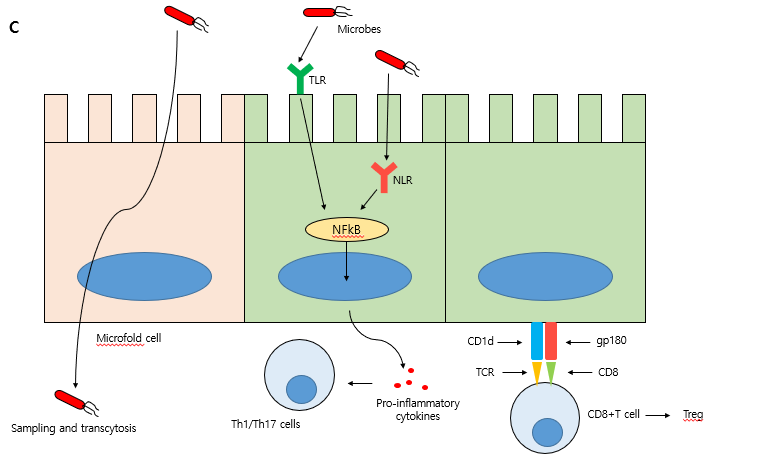 C
Microbes
TLR
NLR
NFkB
Microfold cell
CD1d
gp180
TCR
CD8
Pro-inflammatory
cytokines
Th1/Th17 cells
Sampling and transcytosis
CD8+T cell
Treg